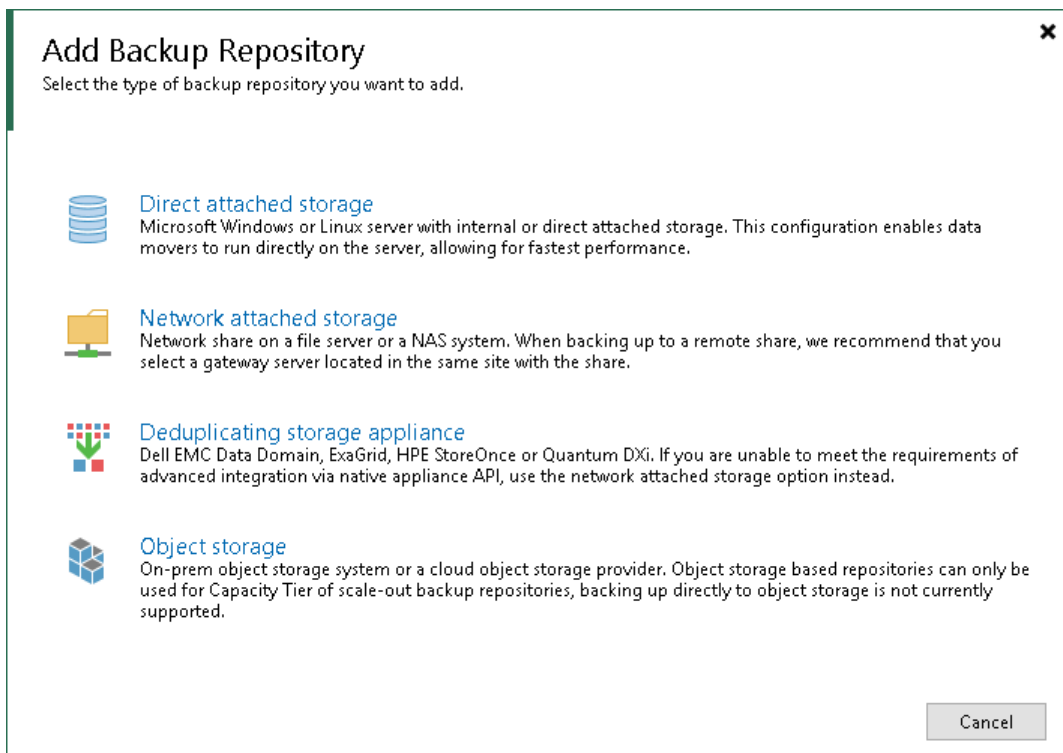 Add Backup Repository
Select the type of backup repository you want to add.
Direct attached storage
Microsoft Windows or Linux server with internal or direct attached storage. This configuration enables data
movers to run directly on the server, allowing for fastest performance.
Network attached storage
Network share on a file server or a NAS system. When backing up to a remote share, we recommend that you
select a gateway server located in the same site with the share.
Deduplicating storage appliance
Dell EMC Data Domain, ExaGrid, HPE StoreOnce or Quantum DXi. If you are unable to meet the requirements of
advanced integration via native appliance API, use the network attached storage option instead.
Object storage
On-prem object storage system or a cloud object storage provider. Object storage based repositories can only be
used for Capacity Tier of scale-out backup repositories, backing up directly to object storage is not currently
supported.
Cancel